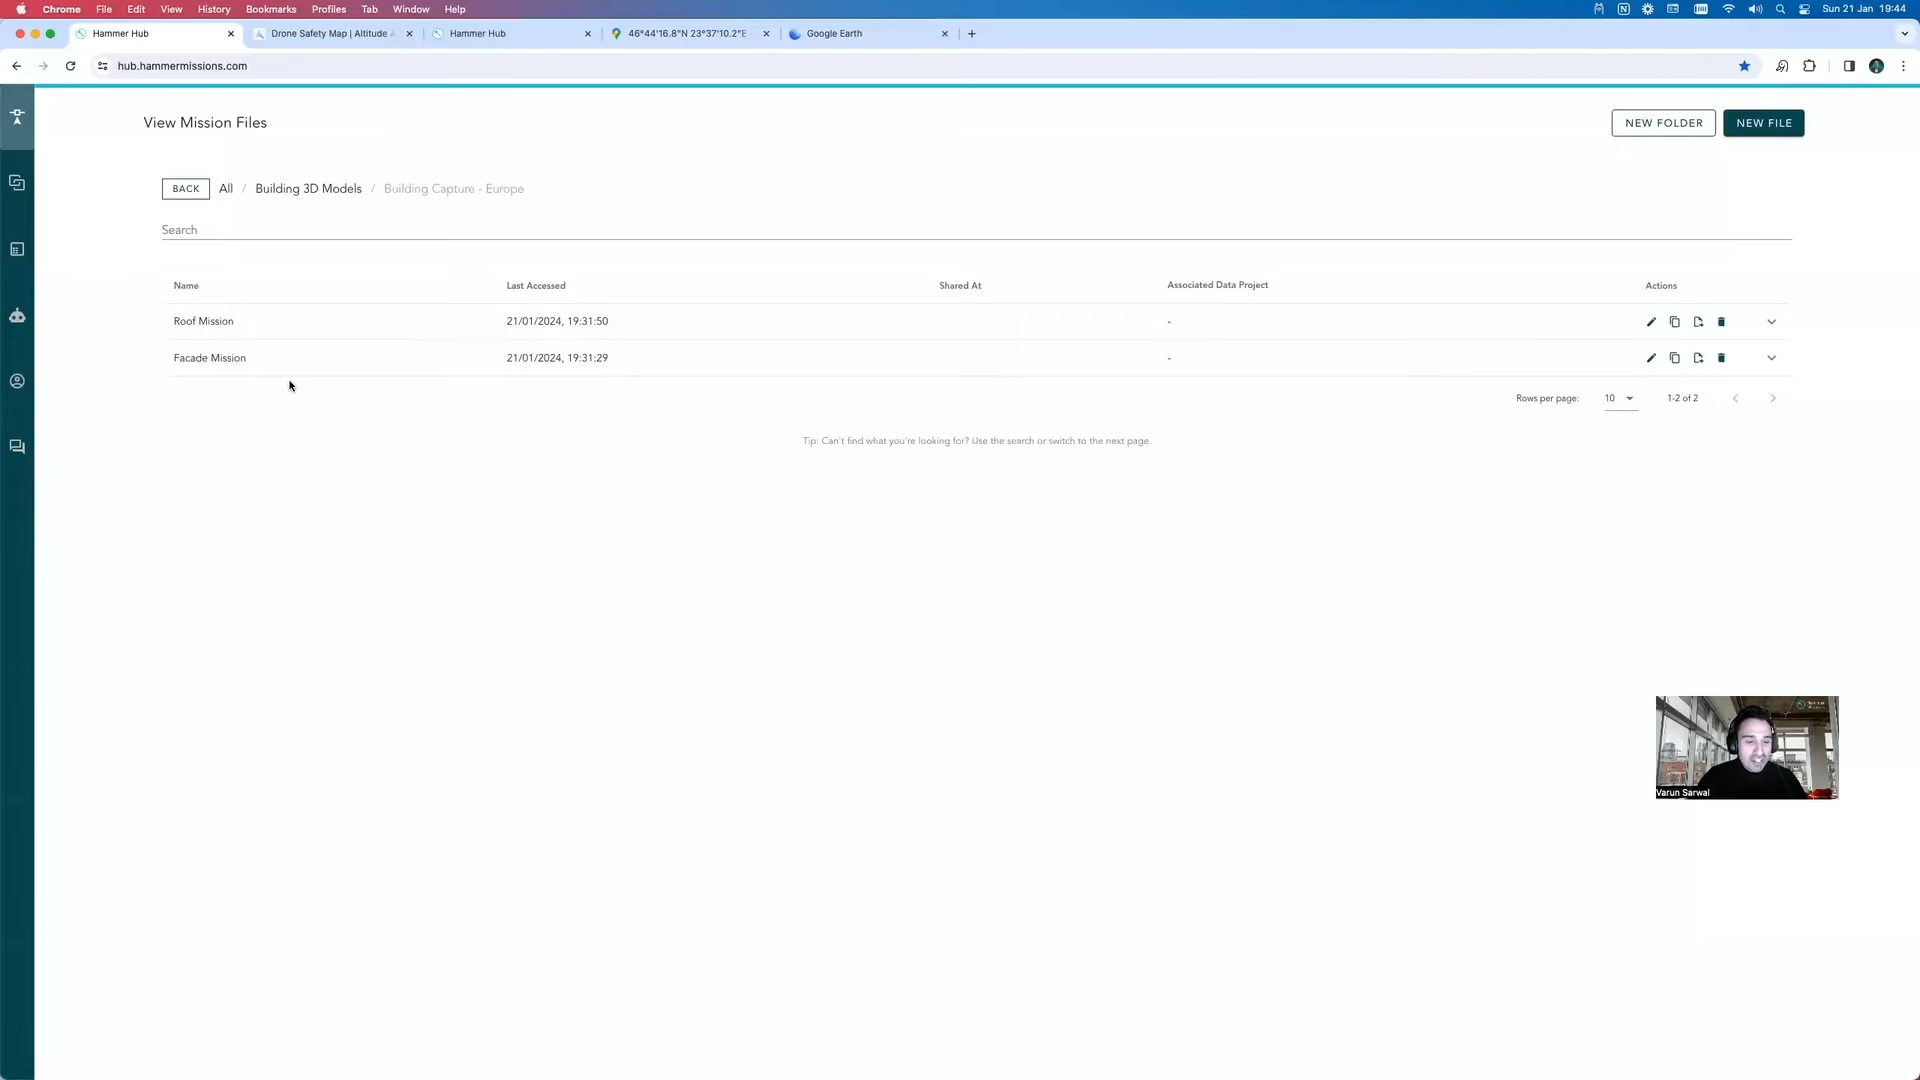 Chrome File Edit View History Bookmarks Profiles Tab Window Help Sun 21 Jan 19:44
Hammer Hub Drone Safety Map | Altitude Hammer Hub 46°44'16.8"N 23°37'10.2"E Google Earth
hub.hammermissions.com
View Mission Files NEW FOLDER NEW FILE
BACK All / Building 3D Models / Building Capture - Europe
Search
Name Last Accessed Shared At Associated Data Project Actions
Roof Mission 21/01/2024, 19:31:50 -
Facade Mission 21/01/2024, 19:31:29 -
Rows per page: 10 1-2 of 2
Tip: Can't find what you're looking for? Use the search or switch to the next page.
Varun Sarwal